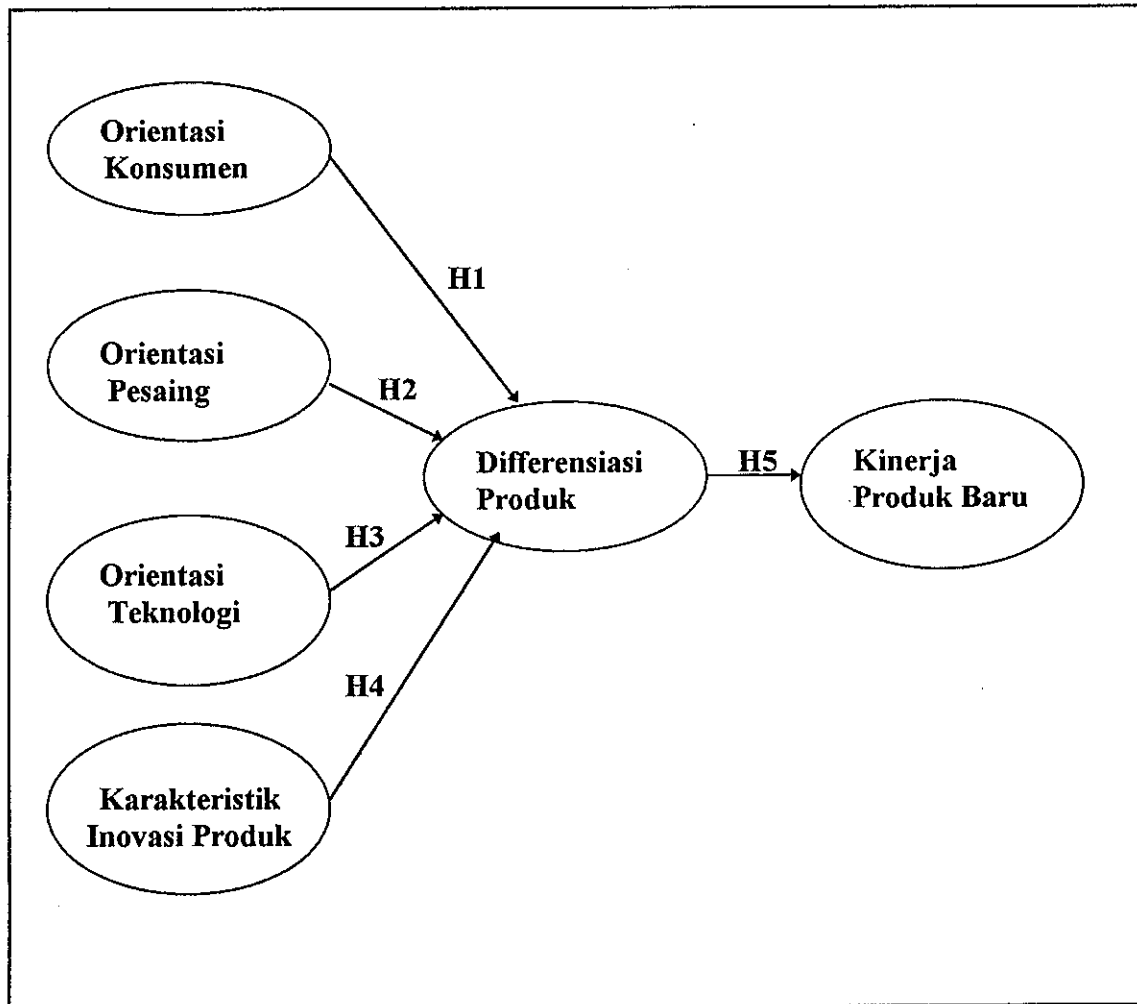 Orientasi
Konsumen
H1
Orientasi
Pesaing
H2
Differensiasi
Produk
H5
Kinerja
Produk Baru
H3
Orientasi
Teknologi
H4
Karakteristik
Inovasi Produk